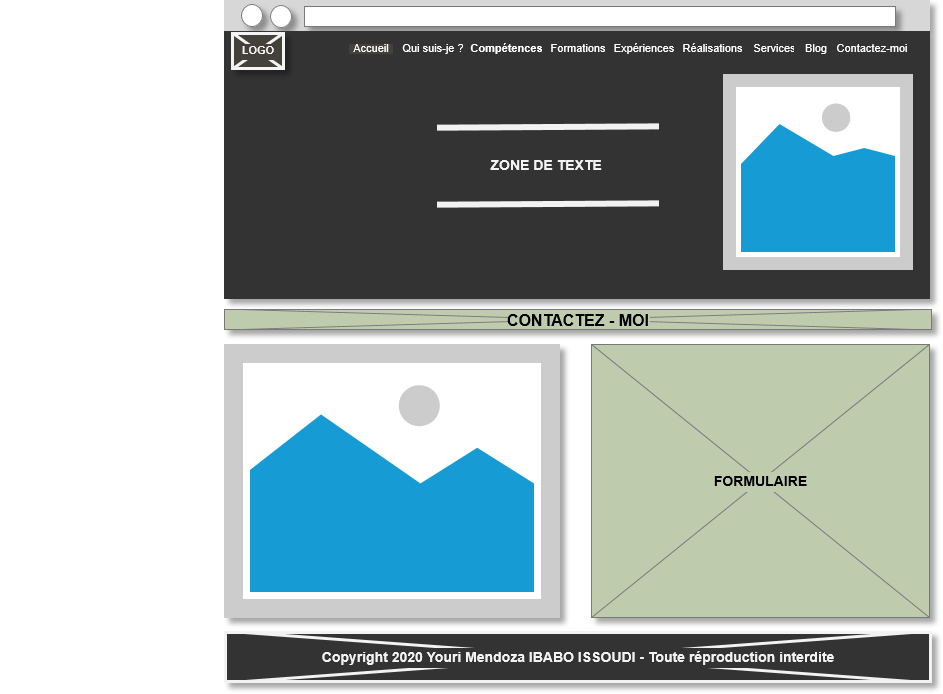 LOGO
Accueil Qui suis-je ? Compétences Formations Expériences Réalisations Services Blog Contactez-moi
ZONE DE TEXTE
CONTACTEZ - MOI
FORMULAIRE
Copyright 2020 Youri Mendoza IBABO ISSOUDI - Toute réproduction interdite